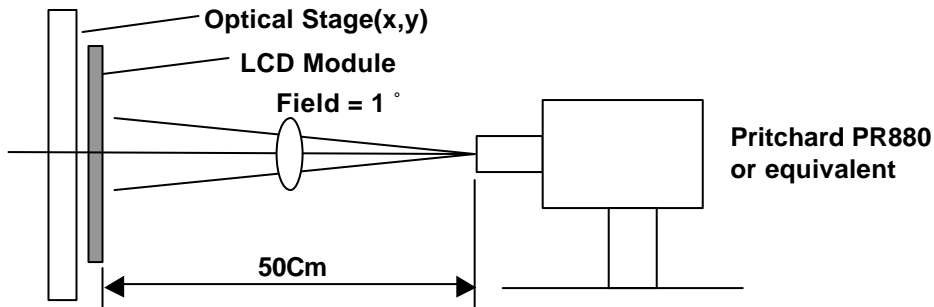 Optical Stage(x,y)
LCD Module
Field = 1 °
Pritchard PR880
or equivalent
50Cm